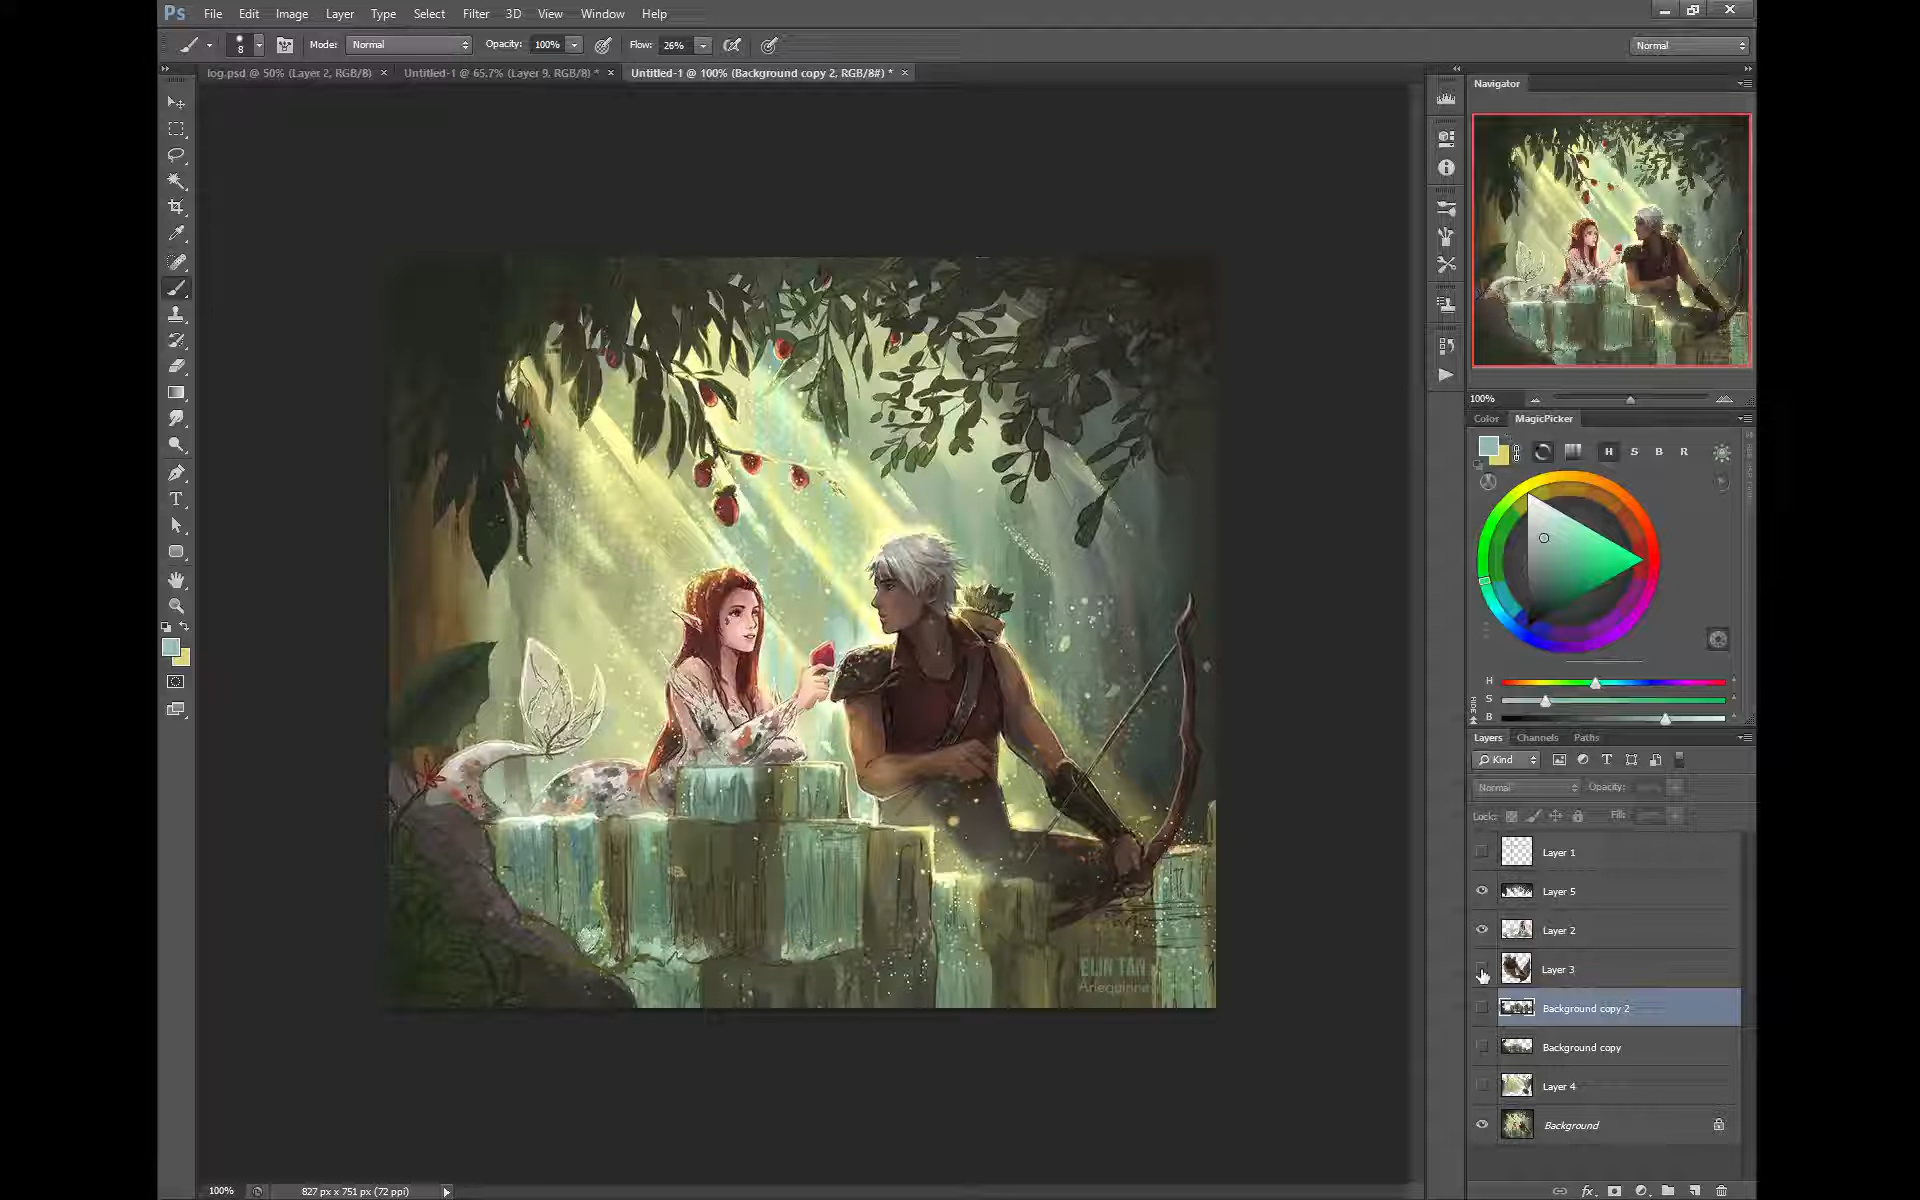 Ps File Edit Image Layer Type Select Filter 3D View Window Help
8 Mode: Normal Opacity: 100% Flow: 26% Normal
log.psd @ 50% (Layer 2, RGB/8) × Untitled-1 @ 65.7% (Layer 9, RGB/8) * × Untitled-1 @ 100% (Background copy 2, RGB/8#) * ×
Navigator
100%
Color MagicPicker
H S B R
H
S
B
HIDE
Layers Channels Paths
Kind
Normal Opacity:
Lock: Fill:
Layer 1
Layer 5
Layer 2
Layer 3
Background copy 2
Background copy
Layer 4
Background
ELIN TAN
Arlequinne
100% 827 px x 751 px (72 ppi)
fx